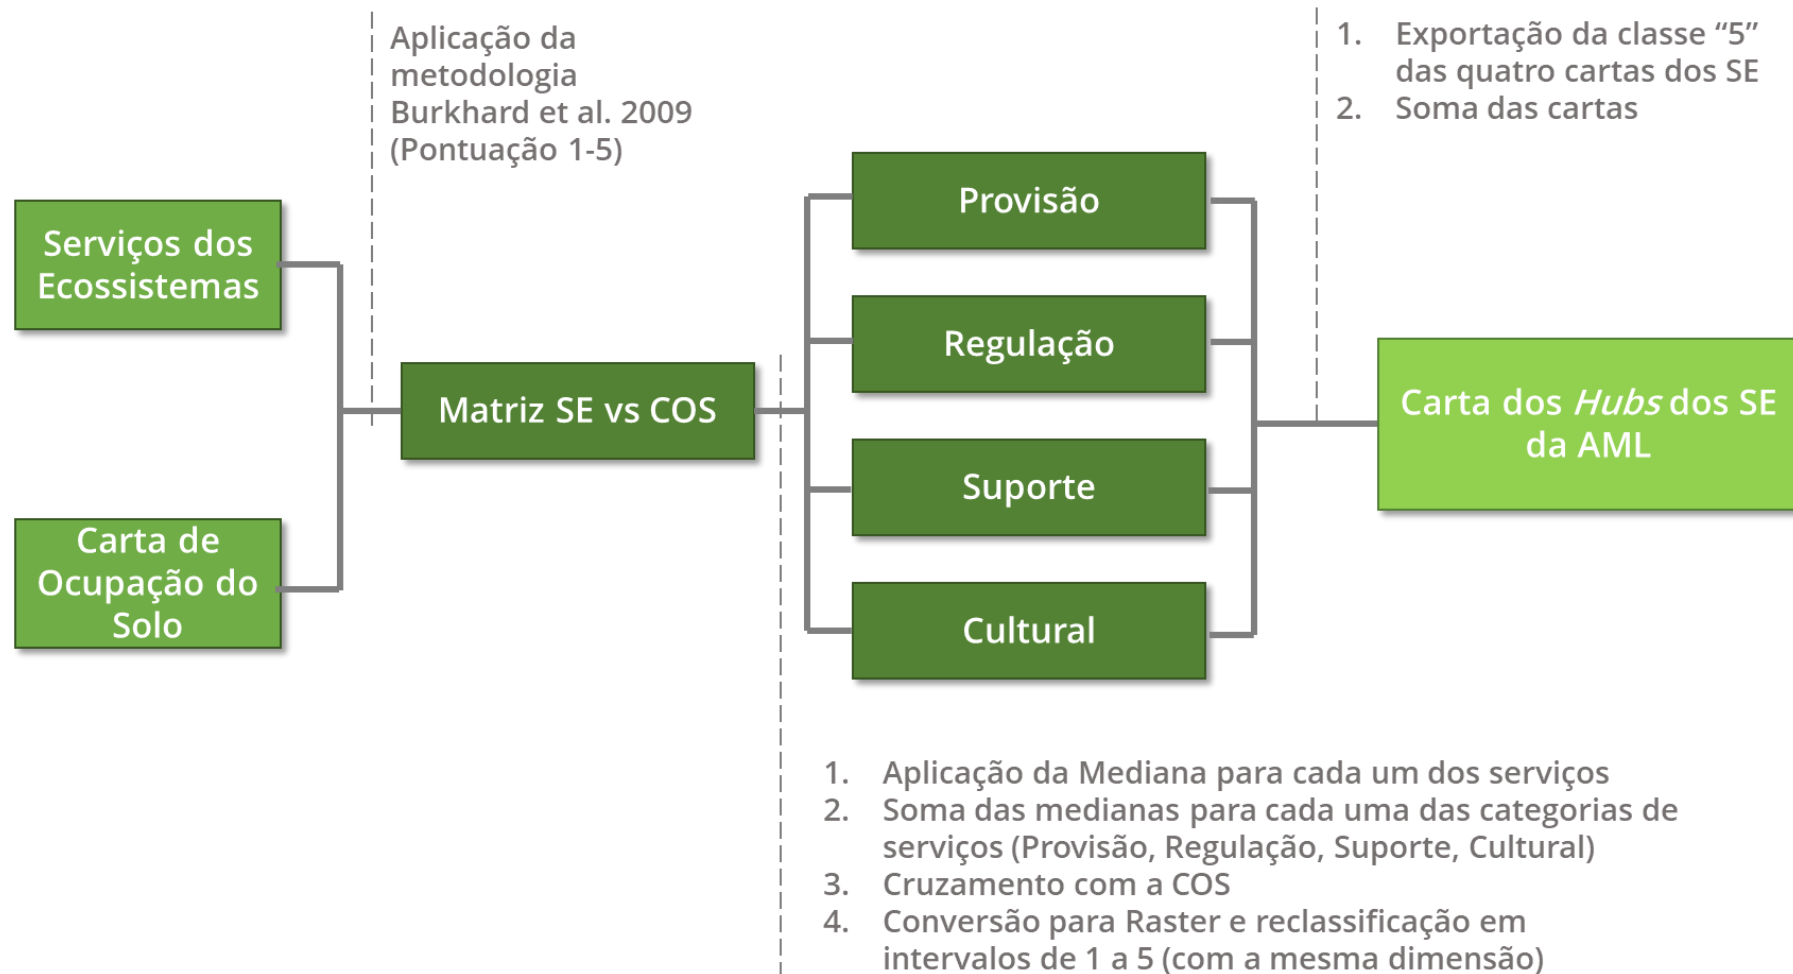 Aplicação da
metodologia
Burkhard et al. 2009
(Pontuação 1-5)
1. Exportação da classe “5”
das quatro cartas dos SE
2. Soma das cartas
Serviços dos
Ecossistemas
Carta de
Ocupação do
Solo
Matriz SE vs COS
Provisão
Regulação
Suporte
Cultural
Carta dos Hubs dos SE
da AML
1. Aplicação da Mediana para cada um dos serviços
2. Soma das medianas para cada uma das categorias de
serviços (Provisão, Regulação, Suporte, Cultural)
3. Cruzamento com a COS
4. Conversão para Raster e reclassificação em
intervalos de 1 a 5 (com a mesma dimensão)